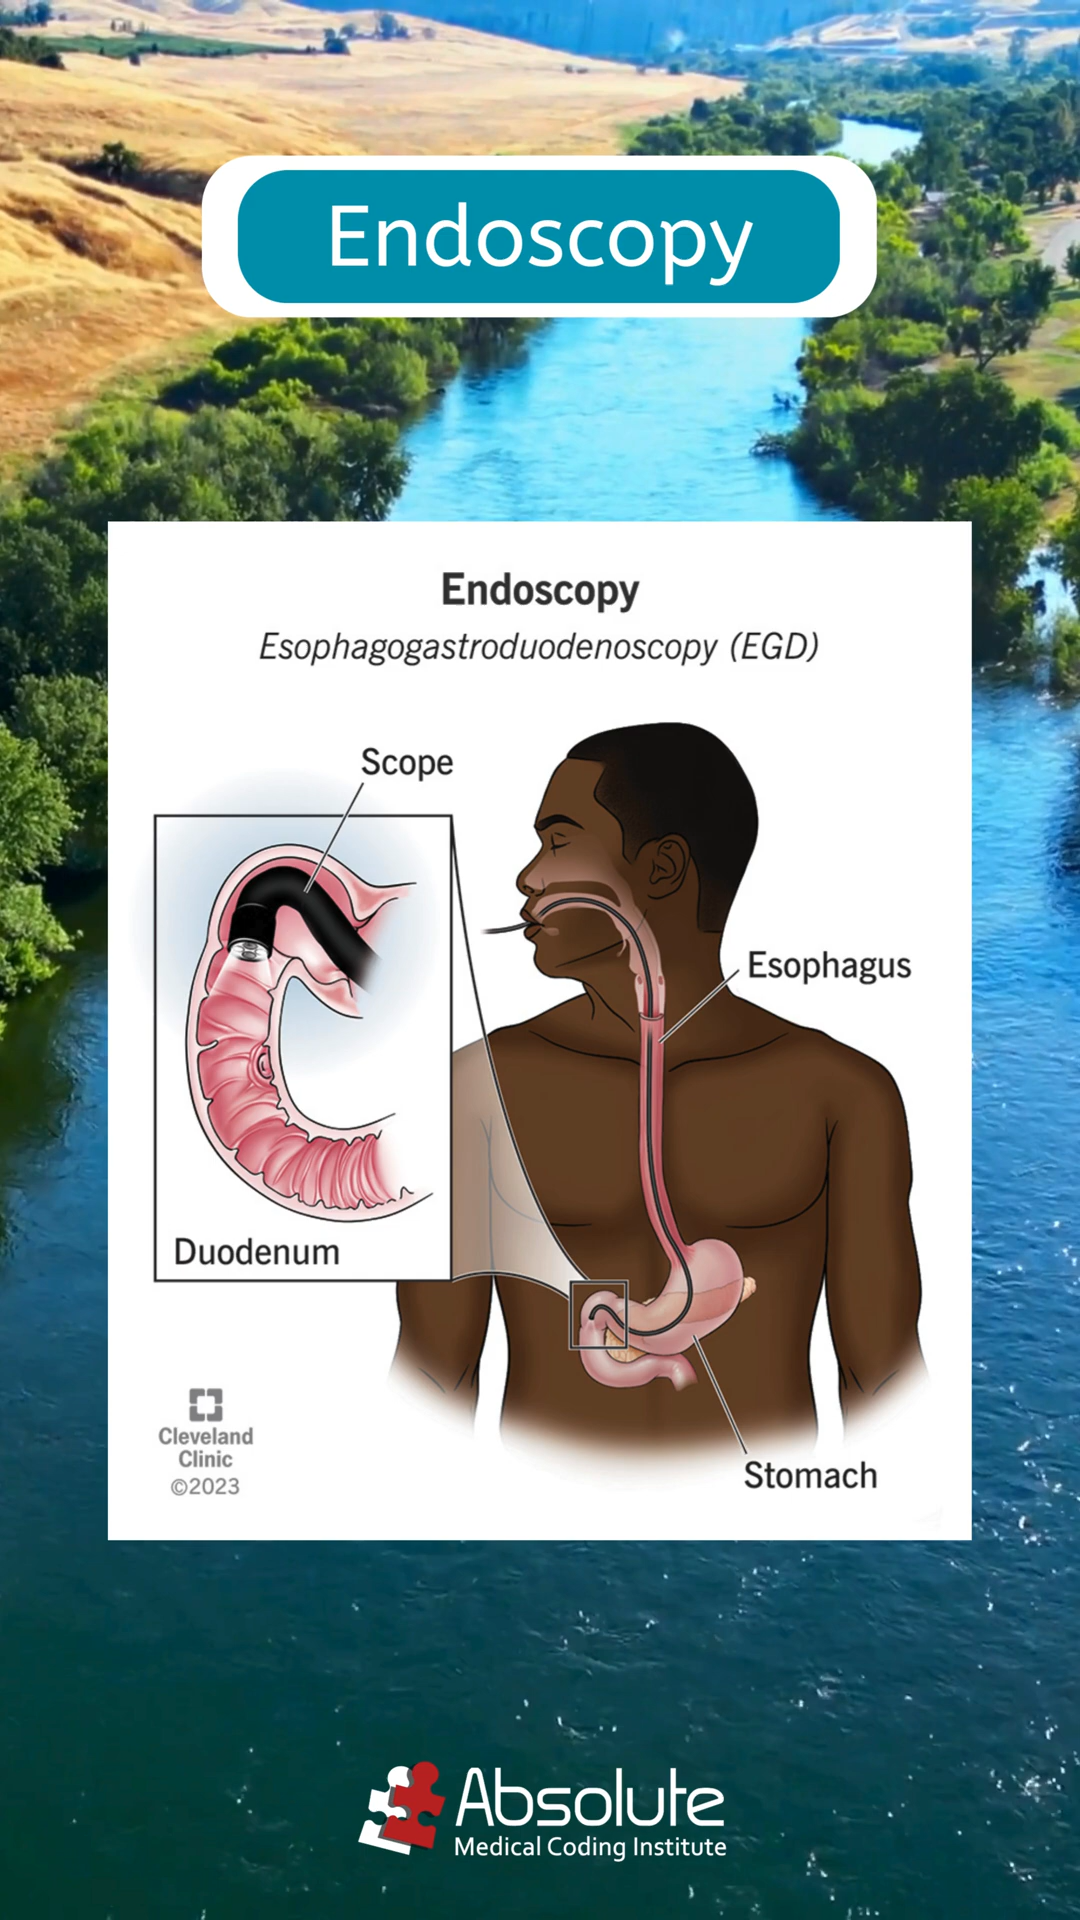 Endoscopy
Endoscopy
Esophagogastroduodenoscopy (EGD)
Scope
Esophagus
Duodenum
Stomach
Cleveland
Clinic
©2023
Absolute
Medical Coding Institute